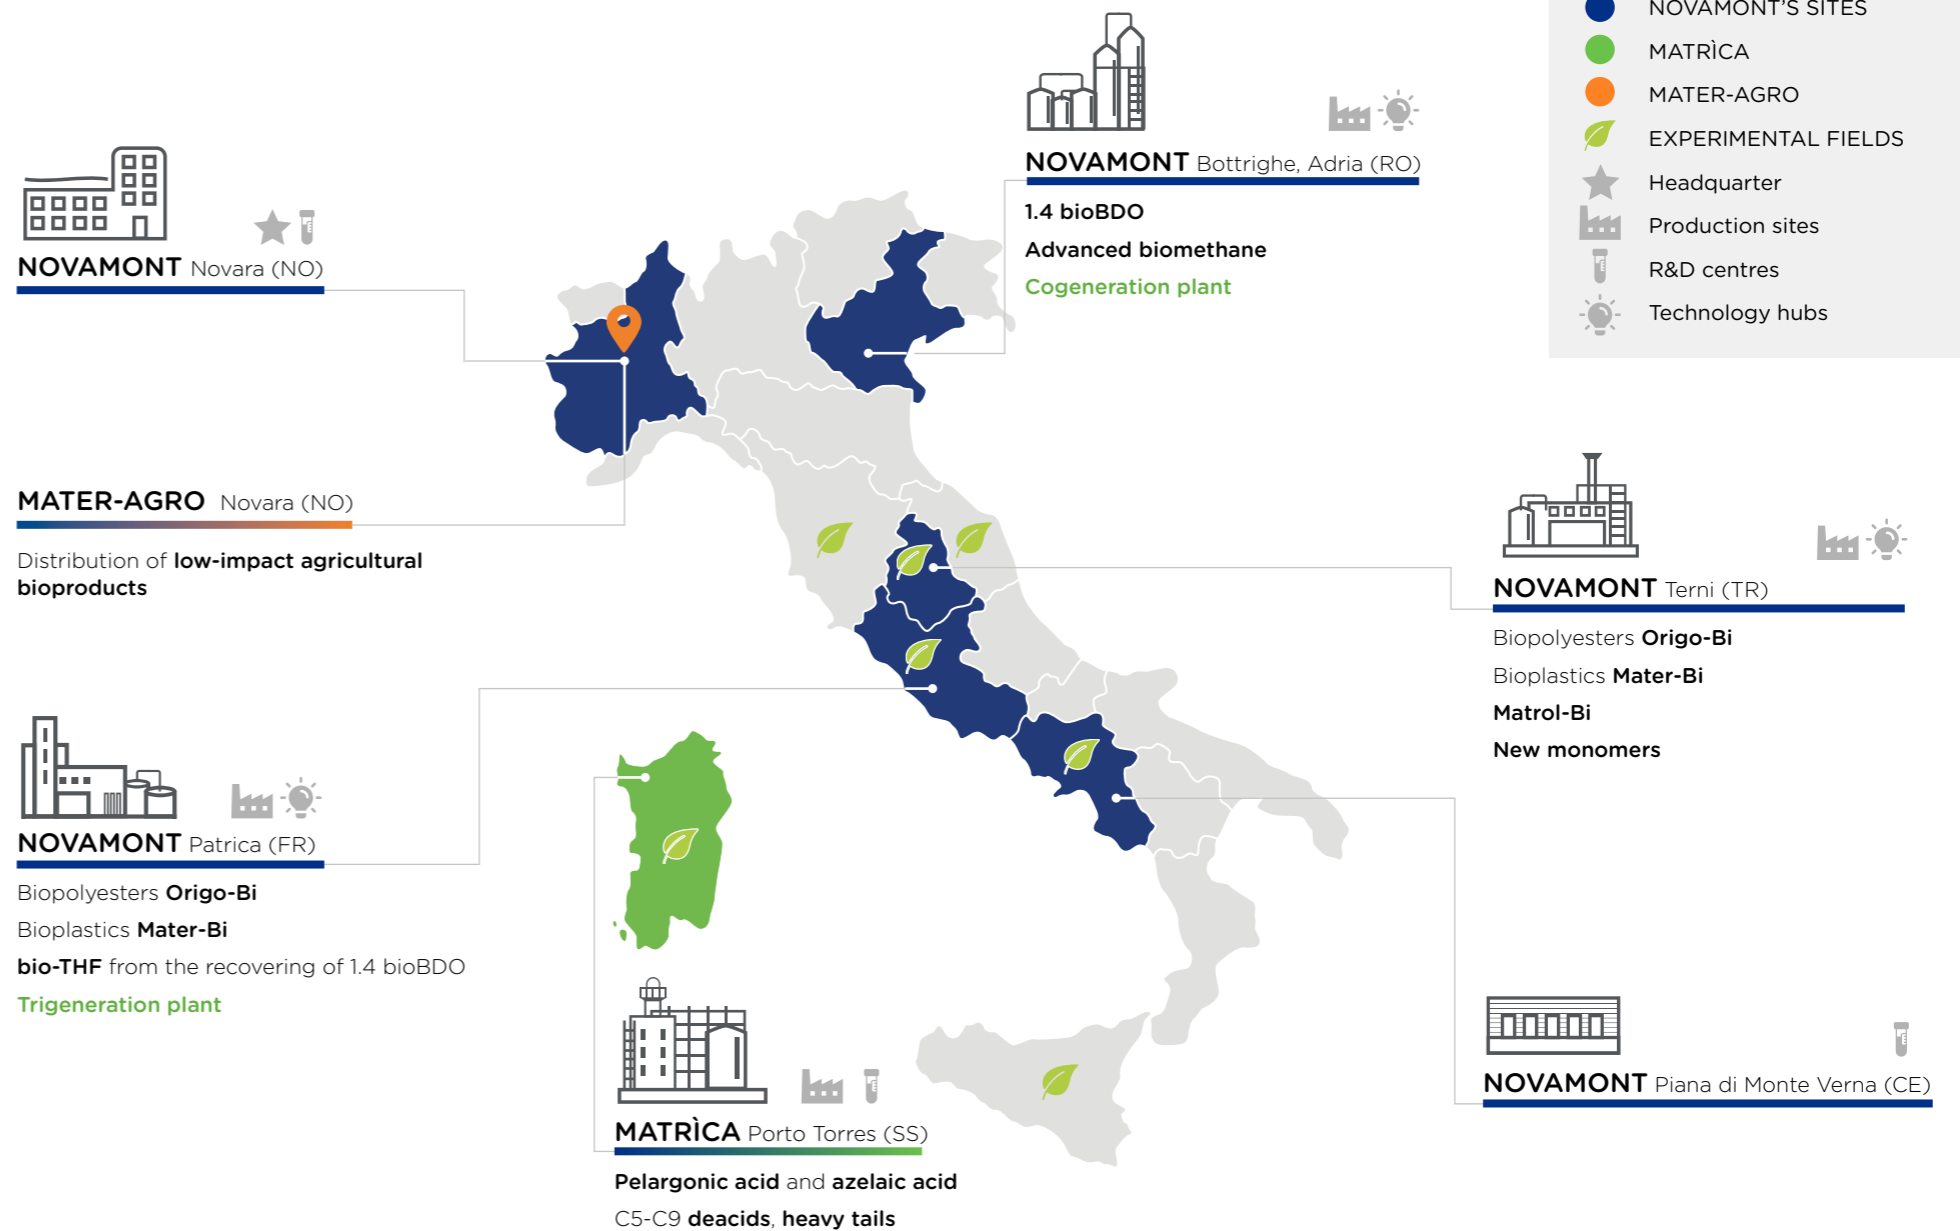 NOVAMONT'S SITES
MATRÌCA
MATER-AGRO
EXPERIMENTAL FIELDS
Headquarter
Production sites
R&D centres
Technology hubs
NOVAMONT Bottrighe, Adria (RO)
1.4 bioBDO
Advanced biomethane
Cogeneration plant
NOVAMONT Novara (NO)
MATER-AGRO Novara (NO)
Distribution of low-impact agricultural
bioproducts
NOVAMONT Terni (TR)
Biopolyesters Origo-Bi
Bioplastics Mater-Bi
Matrol-Bi
New monomers
NOVAMONT Patrica (FR)
Biopolyesters Origo-Bi
Bioplastics Mater-Bi
bio-THF from the recovering of 1.4 bioBDO
Trigeneration plant
MATRÌCA Porto Torres (SS)
Pelargonic acid and azelaic acid
C5-C9 deacids, heavy tails
NOVAMONT Piana di Monte Verna (CE)